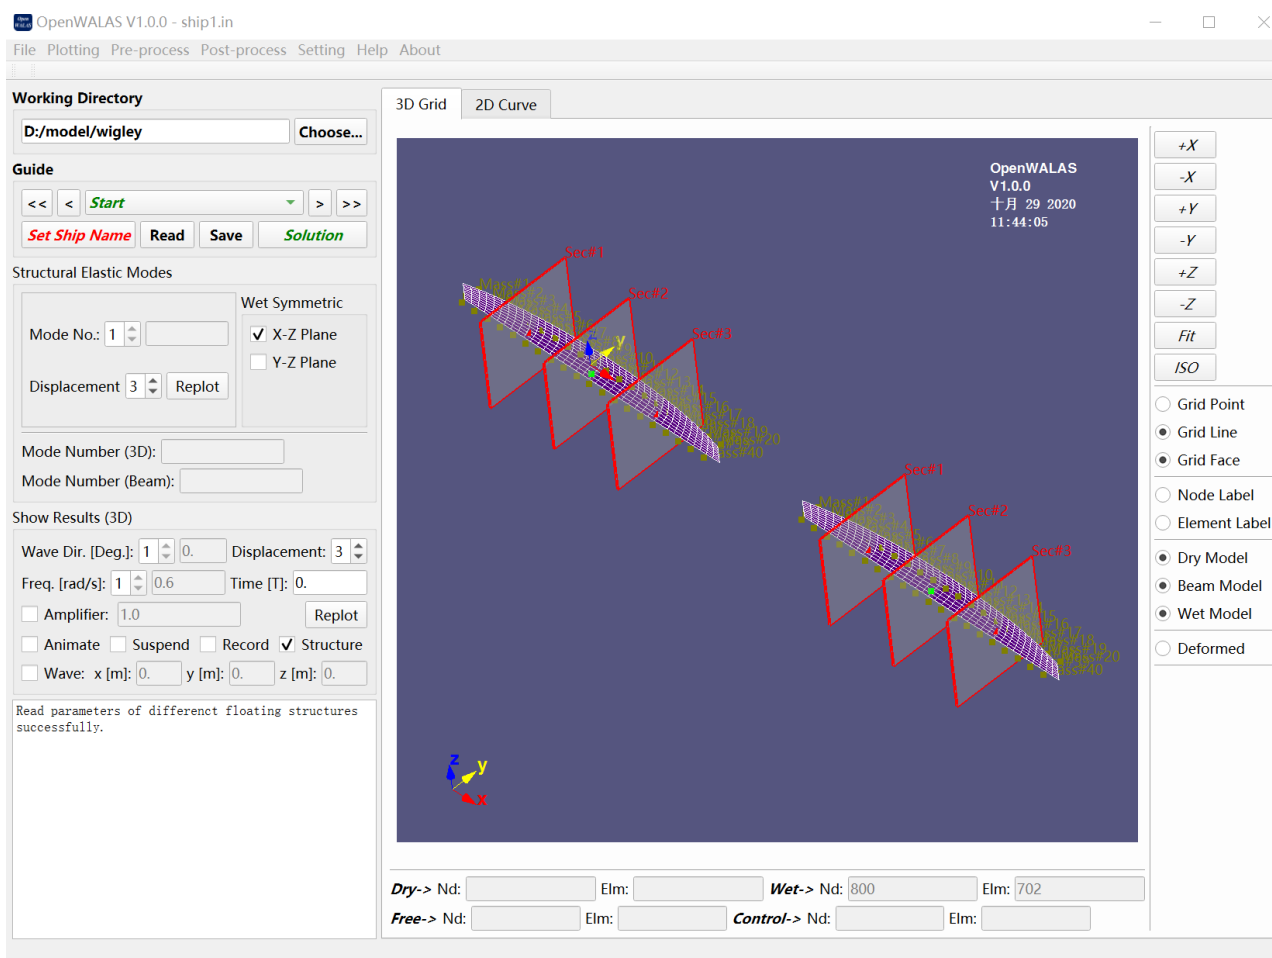 OpenWALAS V1.0.0 - ship1.in
File Plotting Pre-process Post-process Setting Help About
Working Directory
D:/model/wigley Choose...
Guide
<< < Start > >>
Set Ship Name Read Save Solution
Structural Elastic Modes
Wet Symmetric
Mode No.: 1
X-Z Plane
Y-Z Plane
Displacement 3 Replot
Mode Number (3D):
Mode Number (Beam):
Show Results (3D)
Wave Dir. [Deg.]: 1 0. Displacement: 3
Freq. [rad/s]: 1 0.6 Time [T]: 0.
Amplifier: 1.0 Replot
Animate Suspend Record Structure
Wave: x [m]: 0. y [m]: 0. z [m]: 0.
Read parameters of differenct floating structures
successfully.
3D Grid 2D Curve
OpenWALAS
V1.0.0
十月 29 2020
11:44:05
Sec#1
Mass#1
Sec#2
Sec#3
z
y
Mass#40
Sec#1
Mass#1
Sec#2
Sec#3
z
y
x
+X
-X
+Y
-Y
+Z
-Z
Fit
ISO
Grid Point
Grid Line
Grid Face
Node Label
Element Label
Dry Model
Beam Model
Wet Model
Deformed
Dry-> Nd: Elm: Wet-> Nd: 800 Elm: 702
Free-> Nd: Elm: Control-> Nd: Elm: